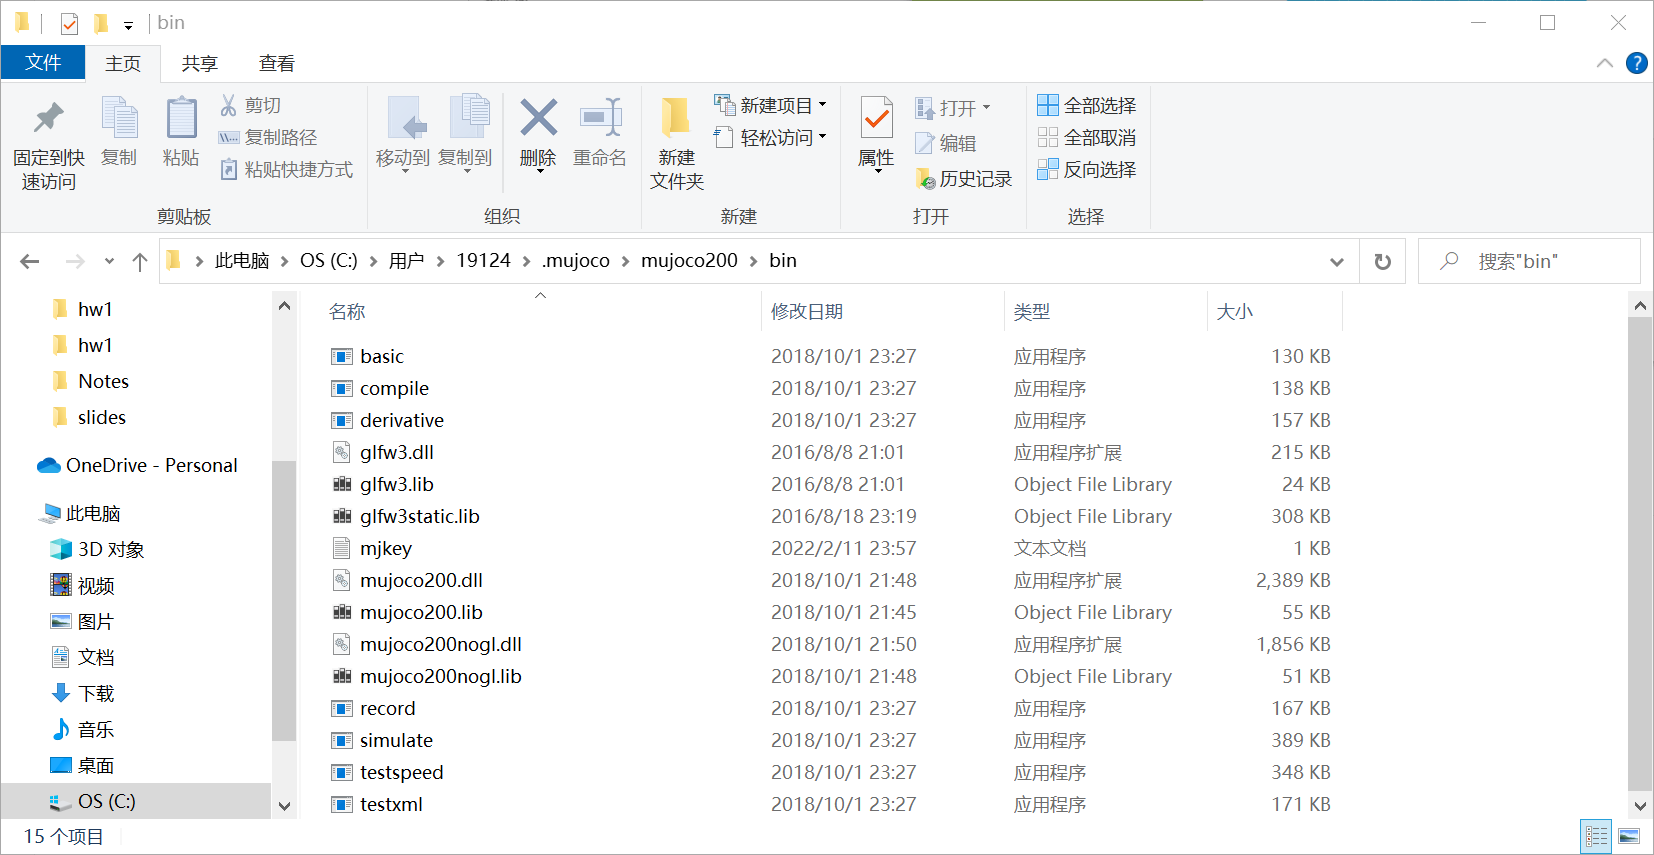 bin
文件 主页 共享 查看
固定到快
速访问
复制
粘贴
剪切
复制路径
粘贴快捷方式
剪贴板
移动到
复制到
删除
重命名
组织
新建
文件夹
新建项目
轻松访问
新建
属性
打开
编辑
历史记录
打开
全部选择
全部取消
反向选择
选择
此电脑 OS (C:) 用户 19124 .mujoco mujoco200 bin
搜索"bin"
hw1
hw1
Notes
slides
OneDrive - Personal
此电脑
3D 对象
视频
图片
文档
下载
音乐
桌面
OS (C:)
名称 修改日期 类型 大小
basic 2018/10/1 23:27 应用程序 130 KB
compile 2018/10/1 23:27 应用程序 138 KB
derivative 2018/10/1 23:27 应用程序 157 KB
glfw3.dll 2016/8/8 21:01 应用程序扩展 215 KB
glfw3.lib 2016/8/8 21:01 Object File Library 24 KB
glfw3static.lib 2016/8/18 23:19 Object File Library 308 KB
mjkey 2022/2/11 23:57 文本文档 1 KB
mujoco200.dll 2018/10/1 21:48 应用程序扩展 2,389 KB
mujoco200.lib 2018/10/1 21:45 Object File Library 55 KB
mujoco200nogl.dll 2018/10/1 21:50 应用程序扩展 1,856 KB
mujoco200nogl.lib 2018/10/1 21:48 Object File Library 51 KB
record 2018/10/1 23:27 应用程序 167 KB
simulate 2018/10/1 23:27 应用程序 389 KB
testspeed 2018/10/1 23:27 应用程序 348 KB
testxml 2018/10/1 23:27 应用程序 171 KB
15 个项目